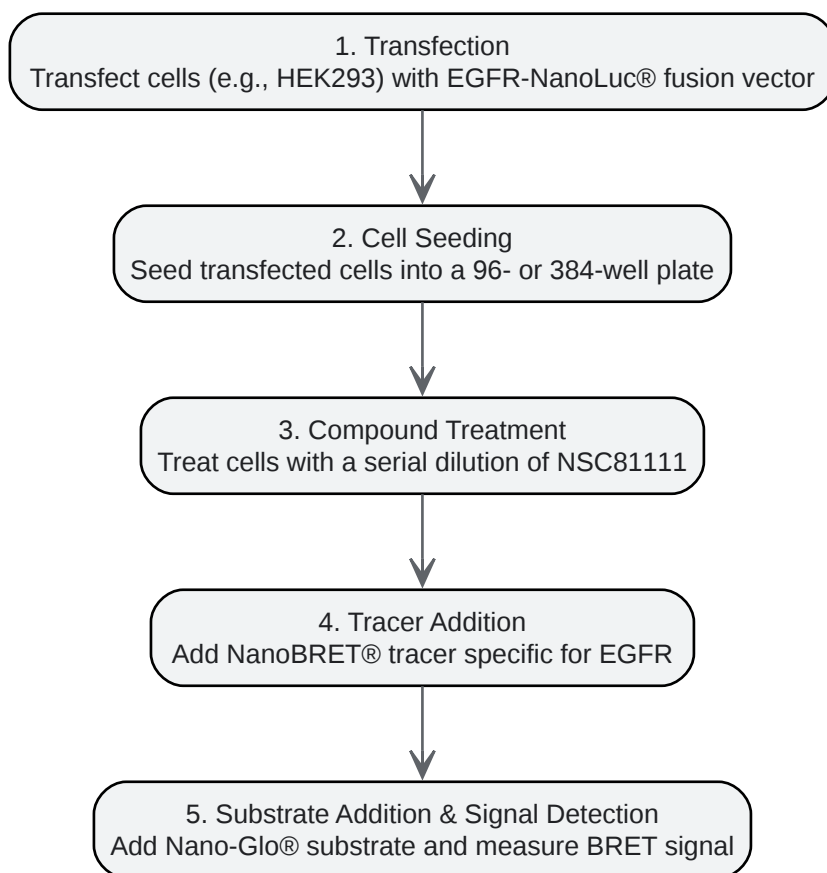 1. Transfection
Transfect cells (e.g., HEK293) with EGFR-NanoLuc® fusion vector
2. Cell Seeding
Seed transfected cells into a 96- or 384-well plate
3. Compound Treatment
Treat cells with a serial dilution of NSC81111
4. Tracer Addition
Add NanoBRET® tracer specific for EGFR
5. Substrate Addition & Signal Detection
Add Nano-Glo® substrate and measure BRET signal